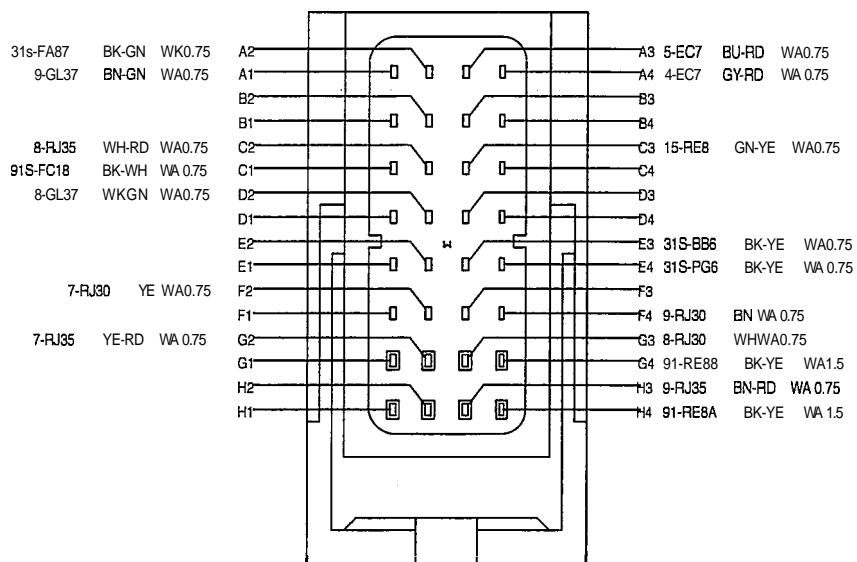 31s-FA87 BK-GN WK0.75 A2 A3 5-EC7 BU-RD WA0.75
9-GL37 BN-GN WA0.75 A1 A4 4-EC7 GY-RD WA 0.75
B2 B3
B1 B4
8-RJ35 WH-RD WA0.75 C2 C3 15-RE8 GN-YE WA0.75
91S-FC18 BK-WH WA 0.75 C1 C4
8-GL37 WKGN WA0.75 D2 D3
D1 D4
E2 E3 31S-BB6 BK-YE WA0.75
E1 E4 31S-PG6 BK-YE WA 0.75
7-RJ30 YE WA0.75 F2 F3
F1 F4 9-RJ30 BN WA 0.75
7-RJ35 YE-RD WA 0.75 G2 G3 8-RJ30 WHWA0.75
G1 G4 91-RE88 BK-YE WA1.5
H2 H3 9-RJ35 BN-RD WA 0.75
H1 H4 91-RE8A BK-YE WA 1.5